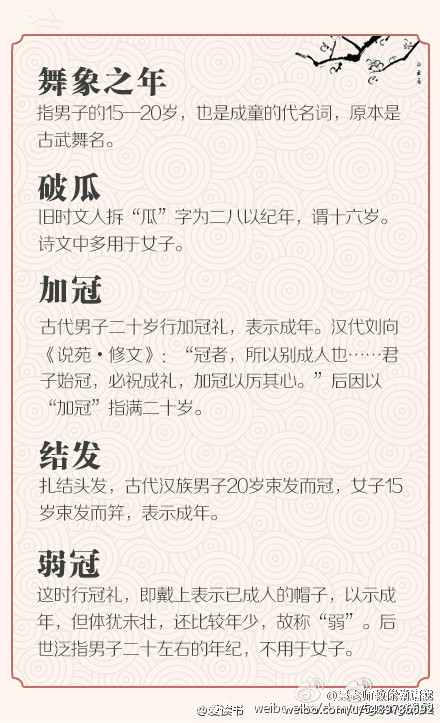 舞象之年
指男子的15—20岁，也是成童的代名词，原本是
古武舞名。
破瓜
旧时文人拆“瓜”字为二八以纪年，谓十六岁。
诗文中多用于女子。
加冠
古代男子二十岁行加冠礼，表示成年。汉代刘向
《说苑·修文》：“冠者，所以别成人也……君
子始冠，必祝成礼，加冠以厉其心。”后因以
“加冠”指满二十岁。
结发
扎结头发，古代汉族男子20岁束发而冠，女子15
岁束发而笄，表示成年。
弱冠
这时行冠礼，即戴上表示已成人的帽子，以示成
年，但体犹未壮，还比较年少，故称“弱”。后
世泛指男子二十左右的年纪，不用于女子。
@爱读书